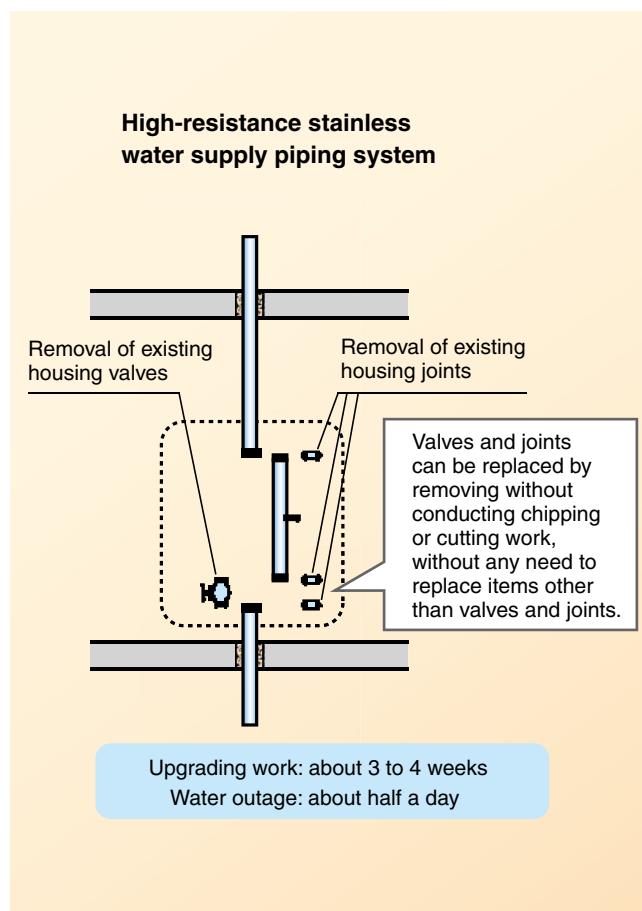 High-resistance stainless
water supply piping system
Removal of existing
housing valves
Removal of existing
housing joints
Valves and joints
can be replaced by
removing without
conducting chipping
or cutting work,
without any need to
replace items other
than valves and joints.
Upgrading work: about 3 to 4 weeks
Water outage: about half a day